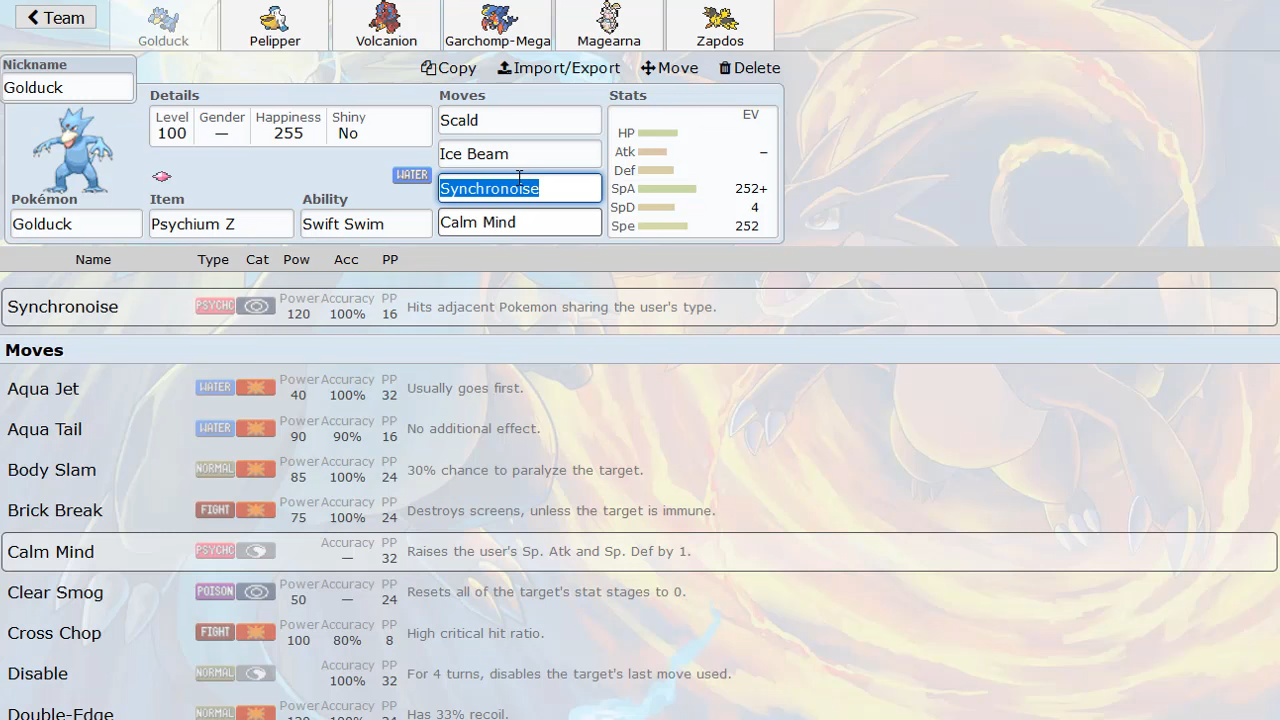 Team
Golduck
Pelipper
Volcanion
Garchomp-Mega
Magearna
Zapdos
Copy
Import/Export
Move
Delete
Nickname
Golduck
Details
Level Gender Happiness Shiny
100 — 255 No
WATER
Pokémon
Golduck
Item
Psychium Z
Ability
Swift Swim
Moves
Scald
Ice Beam
Synchronoise
Calm Mind
Stats
EV
HP
Atk –
Def
SpA 252+
SpD 4
Spe 252
Name Type Cat Pow Acc PP
Synchronoise PSYCHC Power 120 Accuracy 100% PP 16 Hits adjacent Pokemon sharing the user's type.
Moves
Aqua Jet WATER Power 40 Accuracy 100% PP 32 Usually goes first.
Aqua Tail WATER Power 90 Accuracy 90% PP 16 No additional effect.
Body Slam NORMAL Power 85 Accuracy 100% PP 24 30% chance to paralyze the target.
Brick Break FIGHT Power 75 Accuracy 100% PP 24 Destroys screens, unless the target is immune.
Calm Mind PSYCHC Accuracy — PP 32 Raises the user's Sp. Atk and Sp. Def by 1.
Clear Smog POISON Power 50 Accuracy — PP 24 Resets all of the target's stat stages to 0.
Cross Chop FIGHT Power 100 Accuracy 80% PP 8 High critical hit ratio.
Disable NORMAL Accuracy 100% PP 32 For 4 turns, disables the target's last move used.
Double-Edge NORMAL Power 120 Accuracy 100% PP 24 Has 33% recoil.